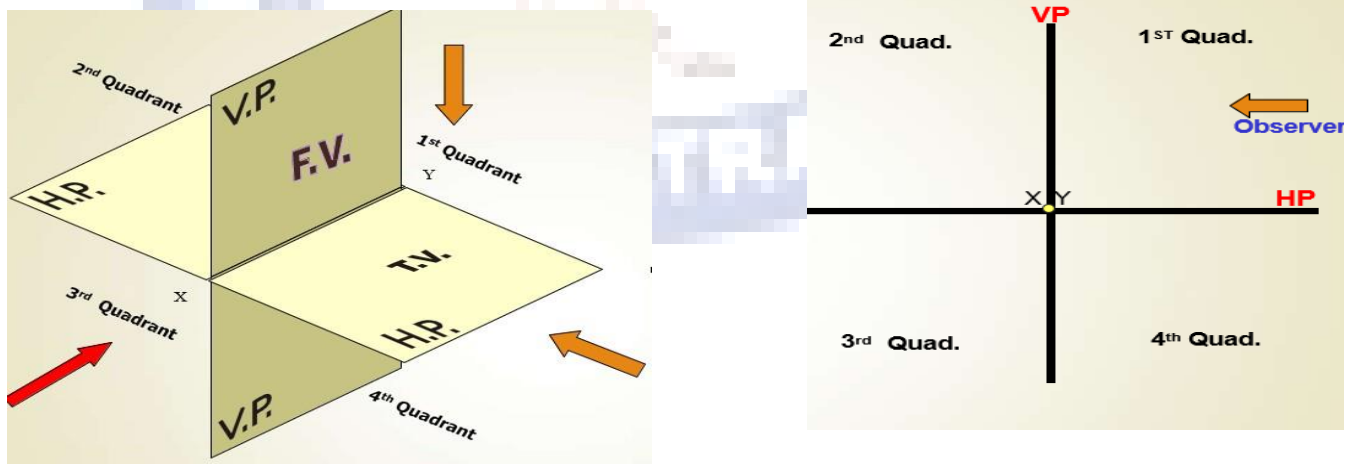 2nd Quadrant
V.P.
F.V.
1st Quadrant
Y
H.P.
T.V.
X
3rd Quadrant
H.P.
V.P.
4th Quadrant
VP
2nd Quad.
1ST Quad.
Observer
X Y
HP
3rd Quad.
4th Quad.